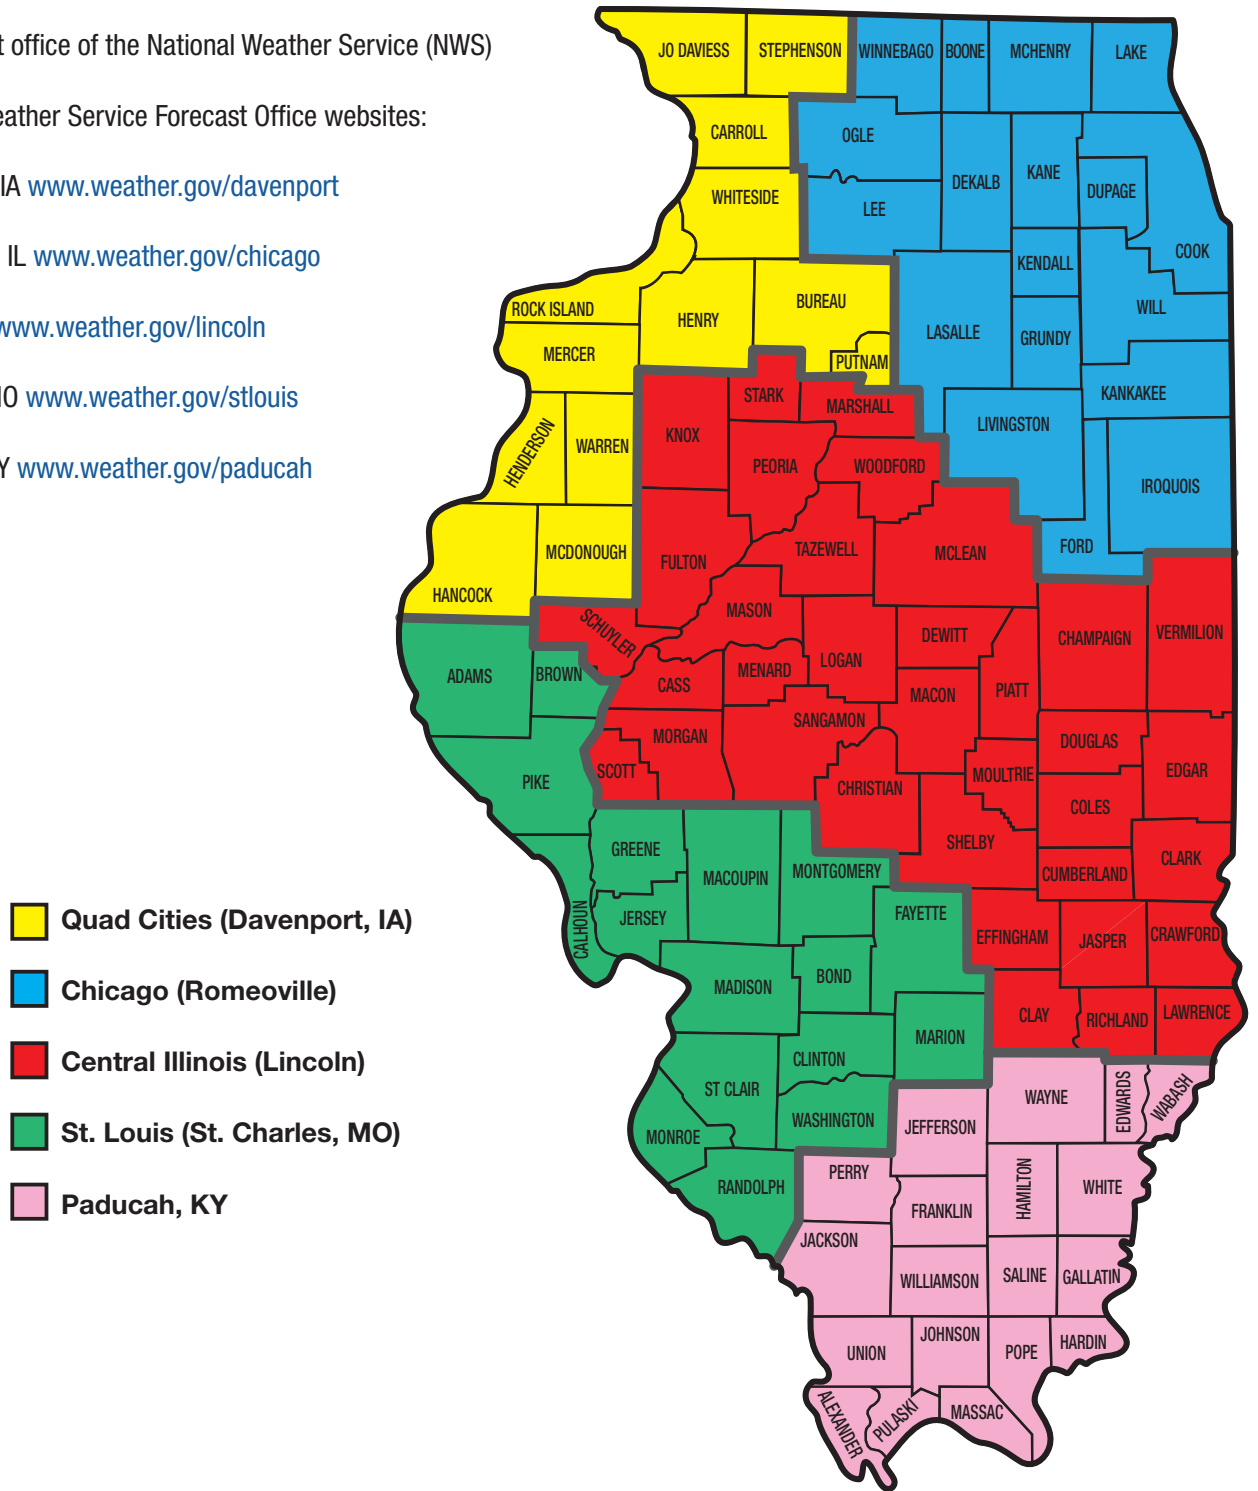 t office of the National Weather Service (NWS)
eather Service Forecast Office websites:
IA www.weather.gov/davenport
IL www.weather.gov/chicago
www.weather.gov/lincoln
MO www.weather.gov/stlouis
Y www.weather.gov/paducah
JO DAVIESS
STEPHENSON
WINNEBAGO
BOONE
MCHENRY
LAKE
CARROLL
OGLE
WHITESIDE
LEE
DEKALB
KANE
DUPAGE
COOK
ROCK ISLAND
HENRY
BUREAU
PUTNAM
LASALLE
KENDALL
GRUNDY
WILL
MERCER
KANKAKEE
HENDERSON
WARREN
KNOX
STARK
MARSHALL
LIVINGSTON
PEORIA
WOODFORD
IROQUOIS
HANCOCK
MCDONOUGH
FULTON
TAZEWELL
MCLEAN
FORD
SCHUYLER
MASON
LOGAN
DEWITT
CHAMPAIGN
VERMILION
ADAMS
BROWN
CASS
MENARD
MACON
PIATT
PIKE
SCOTT
MORGAN
SANGAMON
CHRISTIAN
MOULTRIE
DOUGLAS
EDGAR
COLES
SHELBY
CUMBERLAND
CLARK
GREENE
CALHOUN
JERSEY
MACOUPIN
MONTGOMERY
FAYETTE
EFFINGHAM
JASPER
CRAWFORD
MADISON
BOND
CLAY
RICHLAND
LAWRENCE
CLINTON
MARION
ST CLAIR
MONROE
WASHINGTON
RANDOLPH
JEFFERSON
WAYNE
EDWARDS
WABASH
PERRY
FRANKLIN
HAMILTON
WHITE
JACKSON
WILLIAMSON
SALINE
GALLATIN
UNION
JOHNSON
POPE
HARDIN
ALEXANDER
PULASKI
MASSAC
Quad Cities (Davenport, IA)
Chicago (Romeoville)
Central Illinois (Lincoln)
St. Louis (St. Charles, MO)
Paducah, KY